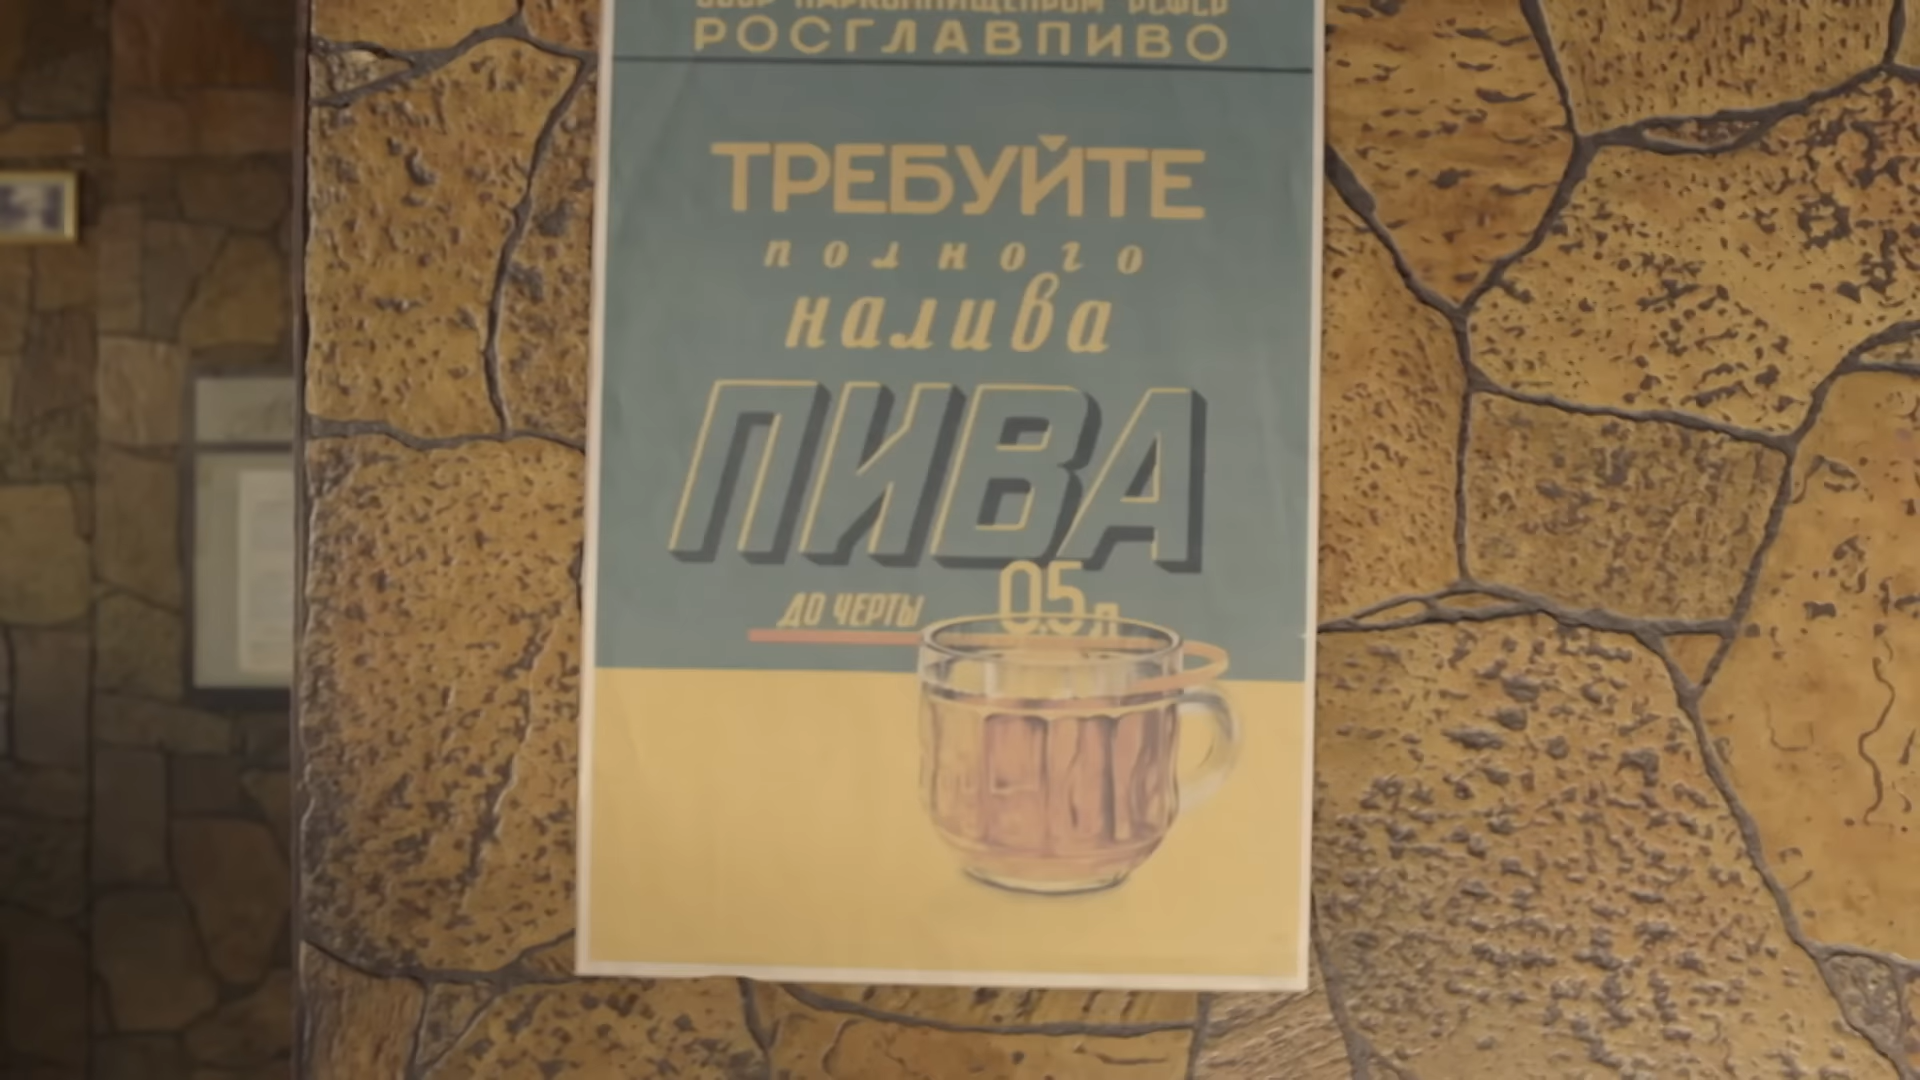 РОСГЛАВПИВО
ТРЕБУЙТЕ
полного
налива
ПИВА
ДО ЧЕРТЫ
0,5 л